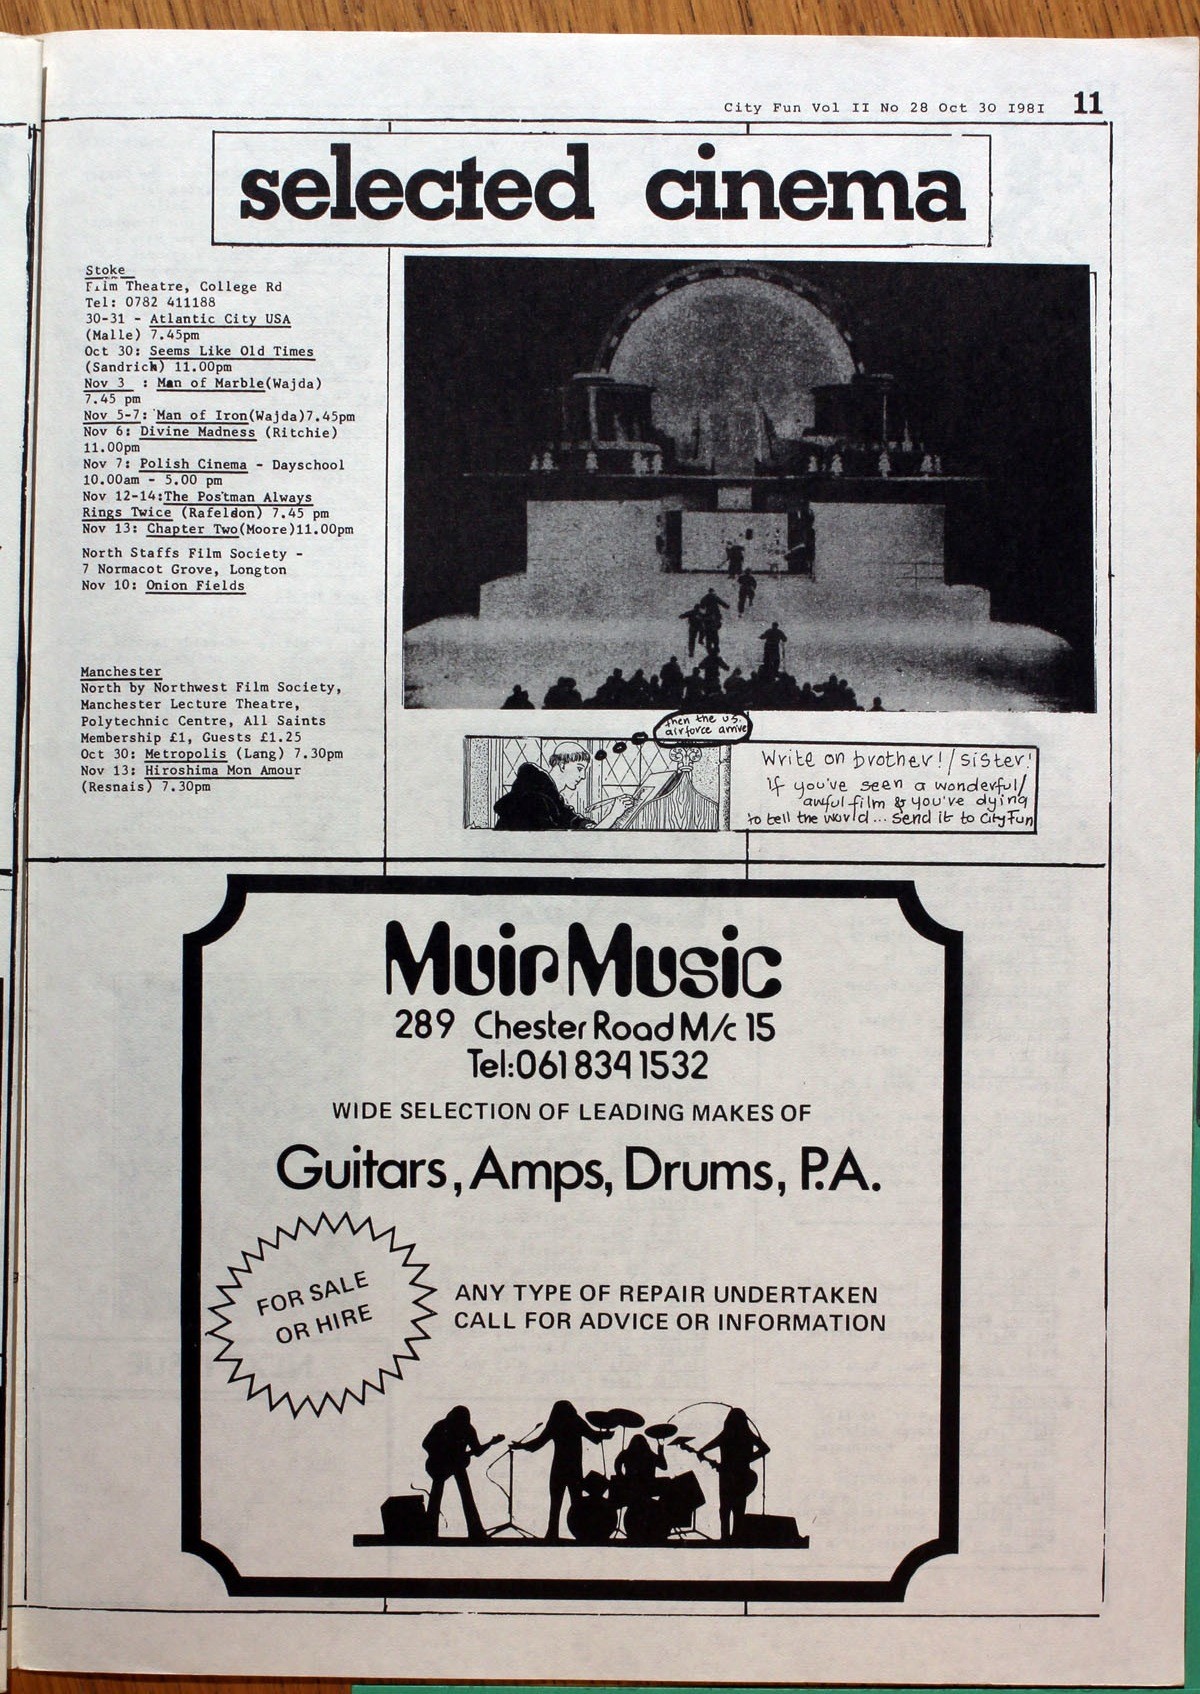 City Fun Vol II No 28 Oct 30 I98I 11
selected cinema
Stoke
Film Theatre, College Rd
Tel: 0782 411188
30-31 - Atlantic City USA
(Malle) 7.45pm
Oct 30: Seems Like Old Times
(Sandrich) 11.00pm
Nov 3 : Man of Marble(Wajda)
7.45 pm
Nov 5-7: Man of Iron(Wajda)7.45pm
Nov 6: Divine Madness (Ritchie)
11.00pm
Nov 7: Polish Cinema - Dayschool
10.00am - 5.00 pm
Nov 12-14:The Postman Always
Rings Twice (Rafeldon) 7.45 pm
Nov 13: Chapter Two(Moore)11.00pm
North Staffs Film Society -
7 Normacot Grove, Longton
Nov 10: Onion Fields
Manchester
North by Northwest Film Society,
Manchester Lecture Theatre,
Polytechnic Centre, All Saints
Membership £1, Guests £1.25
Oct 30: Metropolis (Lang) 7.30pm
Nov 13: Hiroshima Mon Amour
(Resnais) 7.30pm
then the U.S.
airforce arrive
Write on brother!/sister!
If you've seen a wonderful/
awful film & you've dying
to tell the world... send it to City Fun
Muir Music
289 Chester Road M/c 15
Tel:061 834 1532
WIDE SELECTION OF LEADING MAKES OF
Guitars, Amps, Drums, P.A.
FOR SALE
OR HIRE
ANY TYPE OF REPAIR UNDERTAKEN
CALL FOR ADVICE OR INFORMATION